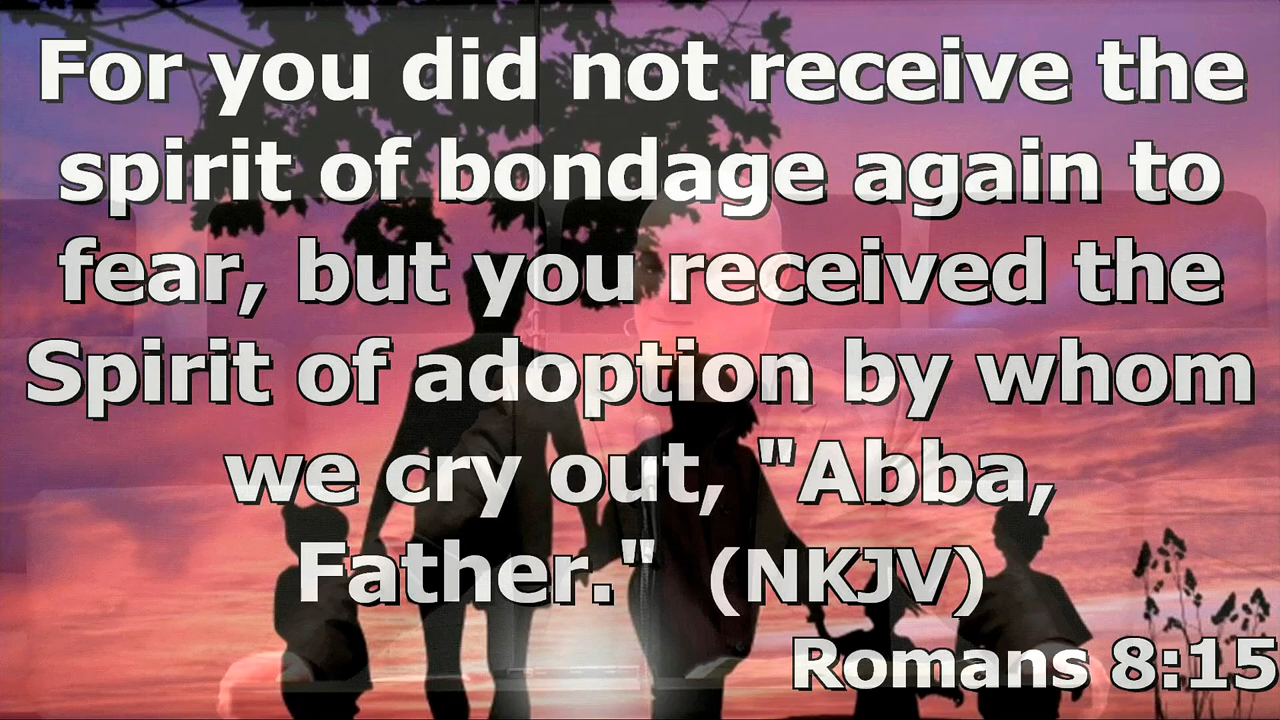 For you did not receive the
spirit of bondage again to
fear, but you received the
Spirit of adoption by whom
we cry out, "Abba,
Father." (NKJV)
Romans 8:15